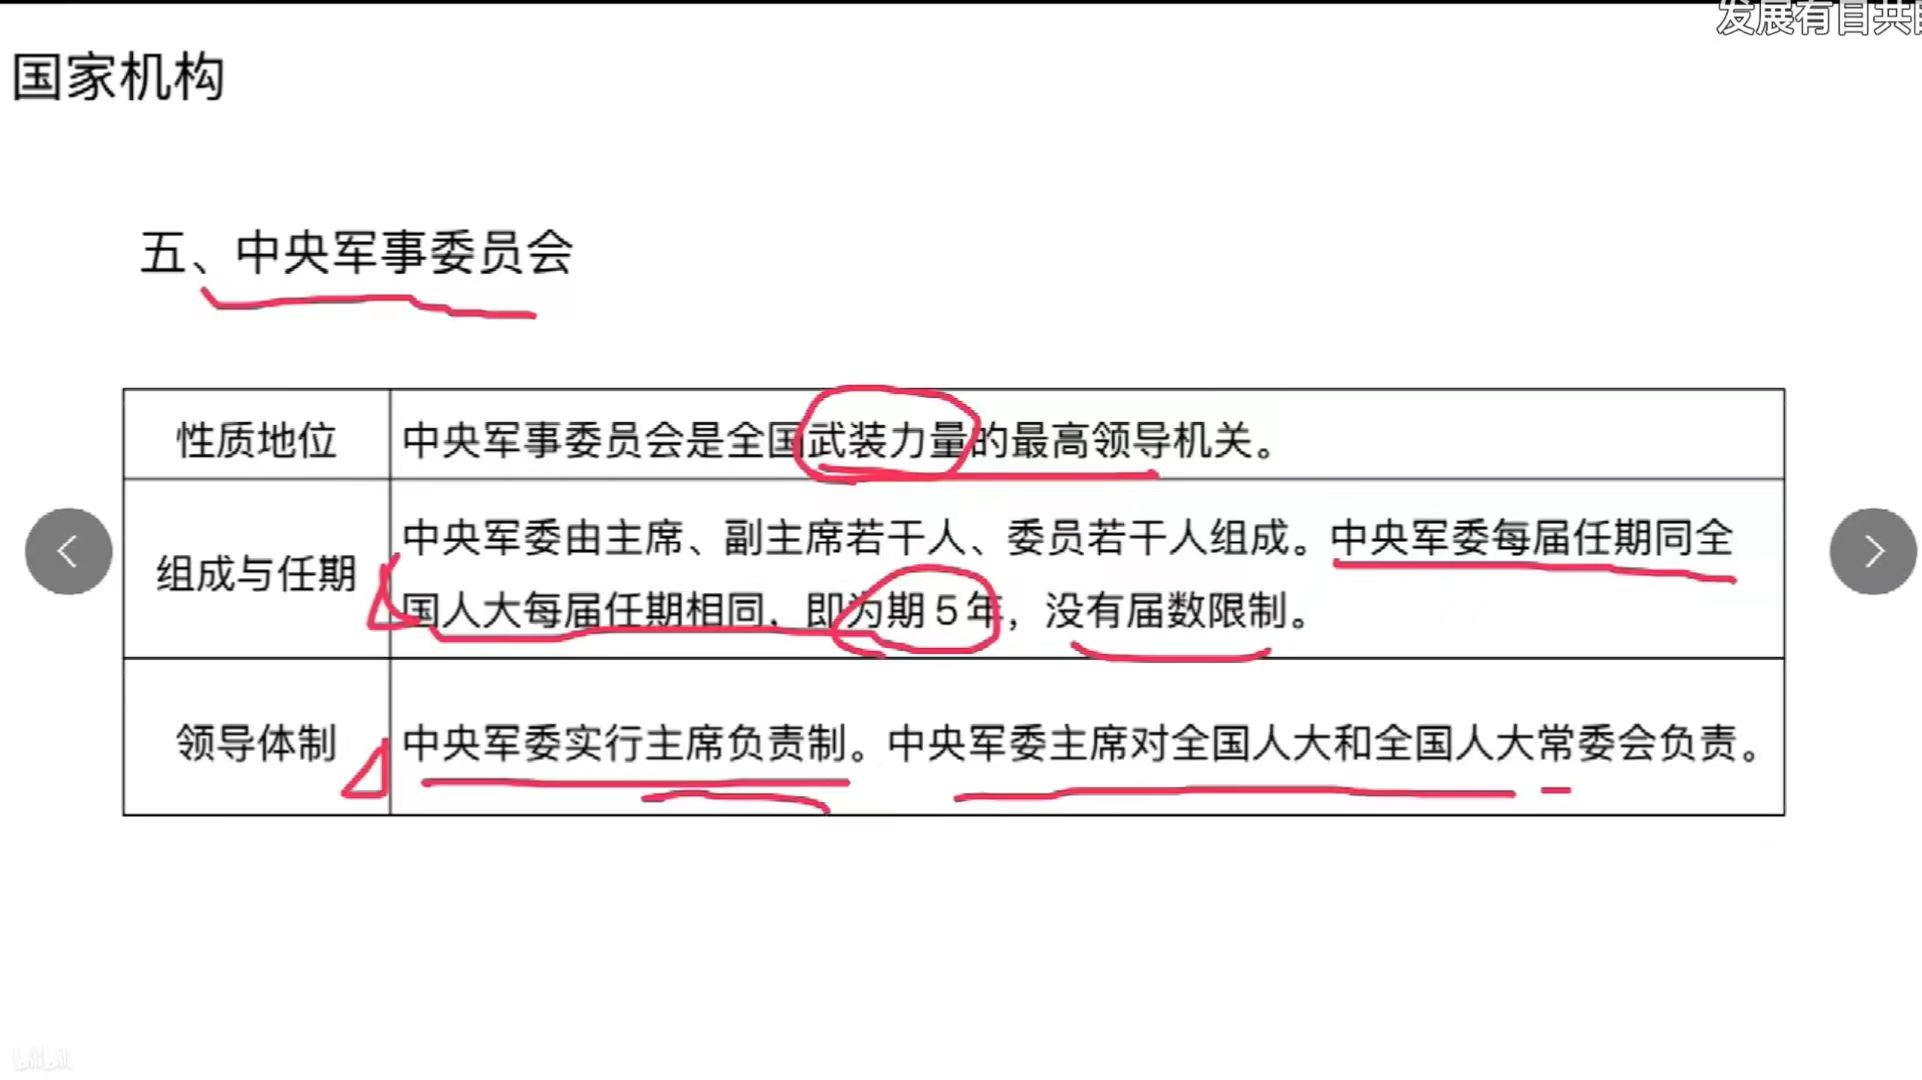 发展有目共
国家机构
五、中央军事委员会
性质地位
中央军事委员会是全国武装力量的最高领导机关。
组成与任期
中央军委由主席、副主席若干人、委员若干人组成。中央军委每届任期同全
国人大每届任期相同，即为期5年，没有届数限制。
领导体制
中央军委实行主席负责制。中央军委主席对全国人大和全国人大常委会负责。
bilibili